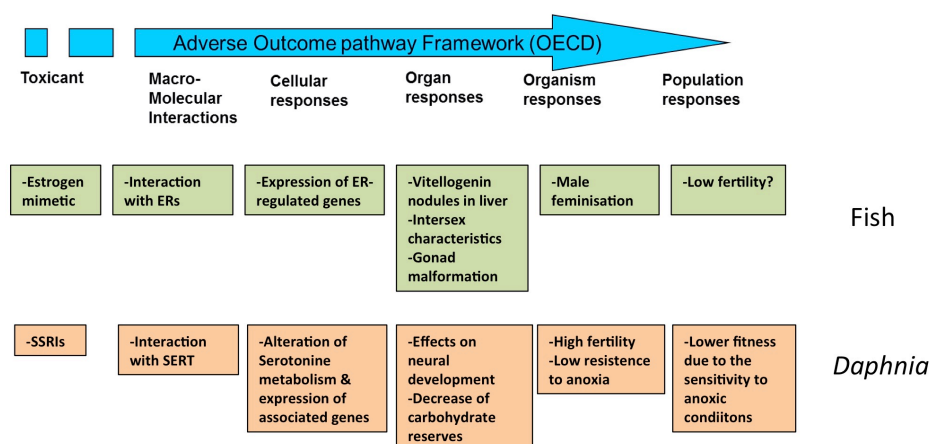 Adverse Outcome pathway Framework (OECD)
Toxicant
Macro-
Molecular
Interactions
Cellular
responses
Organ
responses
Organism
responses
Population
responses
-Estrogen
mimetic
-Interaction
with ERs
-Expression of ER-
regulated genes
-Vitellogenin
nodules in liver
-Intersex
characteristics
-Gonad
malformation
-Male
feminisation
-Low fertility?
Fish
-SSRIs
-Interaction
with SERT
-Alteration of
Serotonine
metabolism &
expression of
associated genes
-Effects on
neural
development
-Decrease of
carbohydrate
reserves
-High fertility
-Low resistence
to anoxia
-Lower fitness
due to the
sensitivity to
anoxic
condiitons
Daphnia